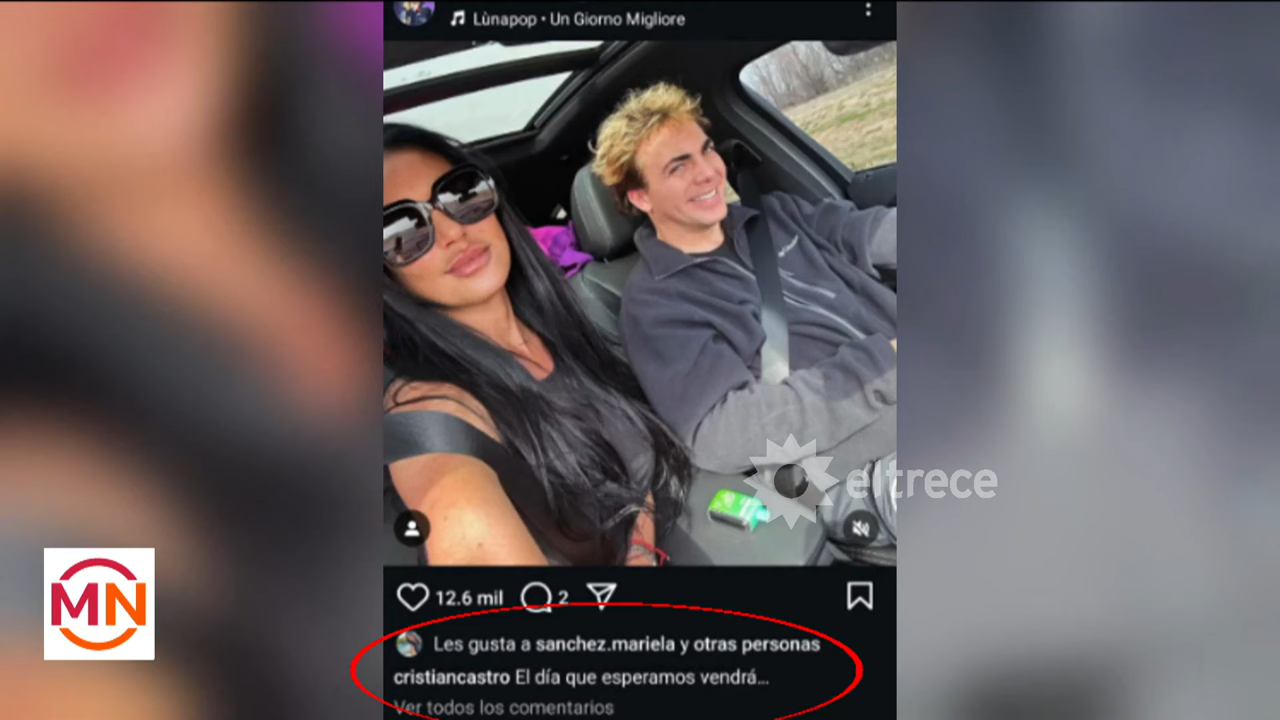 Lùnapop • Un Giorno Migliore
eltrece
MN
12.6 mil
2
Les gusta a sanchez.mariela y otras personas
cristiancastro El día que esperamos vendrá...
Ver todos los comentarios